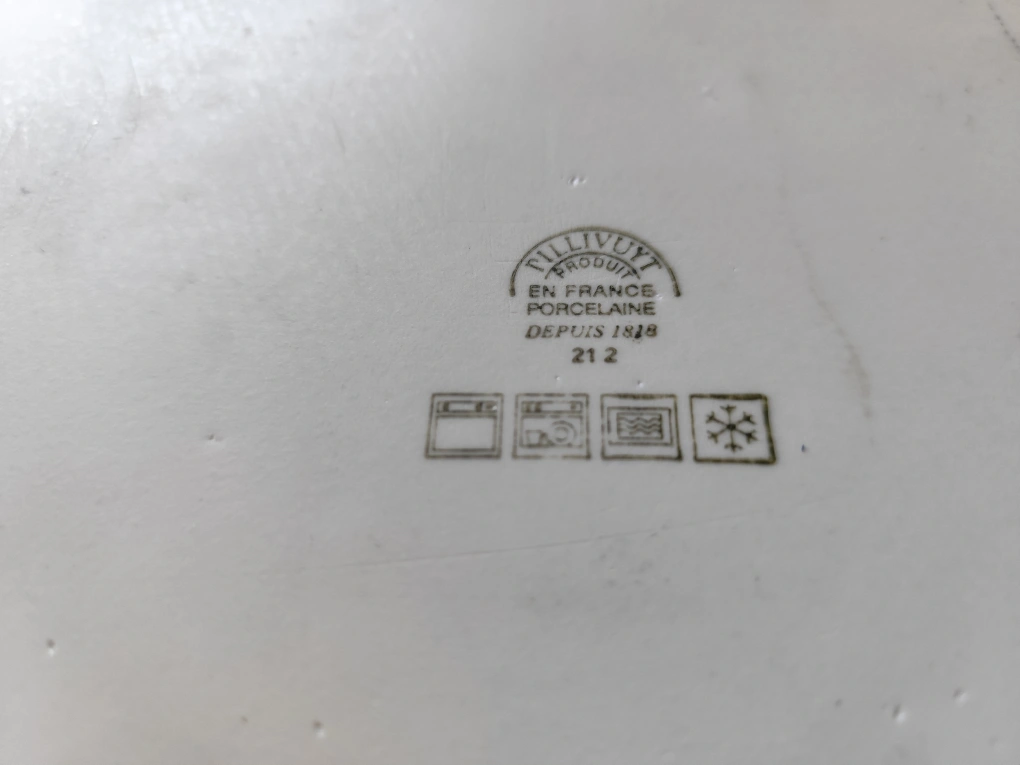 PILLIVUYT
PRODUIT
EN FRANCE
PORCELAINE
DEPUIS 1818
21 2